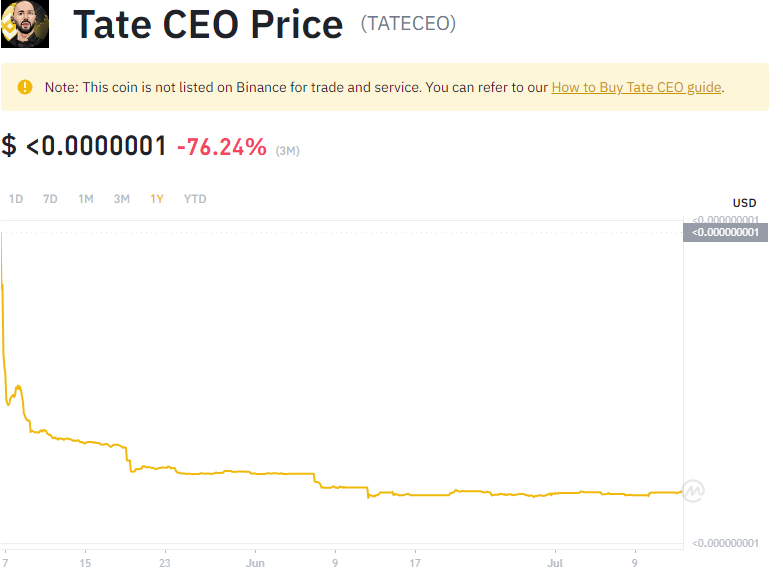 Tate CEO Price (TATECEO)
Note: This coin is not listed on Binance for trade and service. You can refer to our How to Buy Tate CEO guide.
$ <0.0000001 -76.24% (3M)
1D 7D 1M 3M 1Y YTD
USD
<0.000000001
<0.000000001
<0.000000001
7 15 23 Jun 9 17 Jul 9